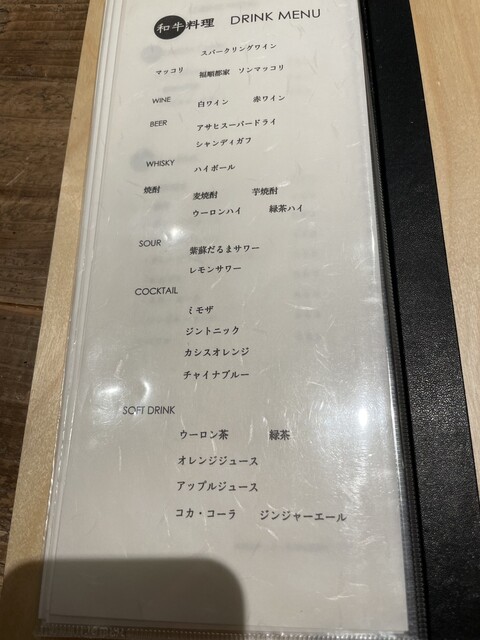 和牛料理 DRINK MENU
スパークリングワイン
マッコリ 福順都家 ソンマッコリ
WINE 白ワイン 赤ワイン
BEER アサヒスーパードライ
シャンディガフ
WHISKY ハイボール
焼酎 麦焼酎 芋焼酎
ウーロンハイ 緑茶ハイ
SOUR 紫蘇だるまサワー
レモンサワー
COCKTAIL
ミモザ
ジントニック
カシスオレンジ
チャイナブルー
SOFT DRINK
ウーロン茶 緑茶
オレンジジュース
アップルジュース
コカ・コーラ ジンジャーエール